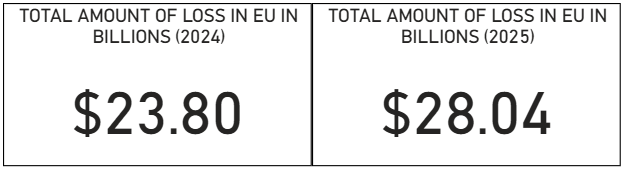 TOTAL AMOUNT OF LOSS IN EU IN
BILLIONS (2024)
$23.80
TOTAL AMOUNT OF LOSS IN EU IN
BILLIONS (2025)
$28.04